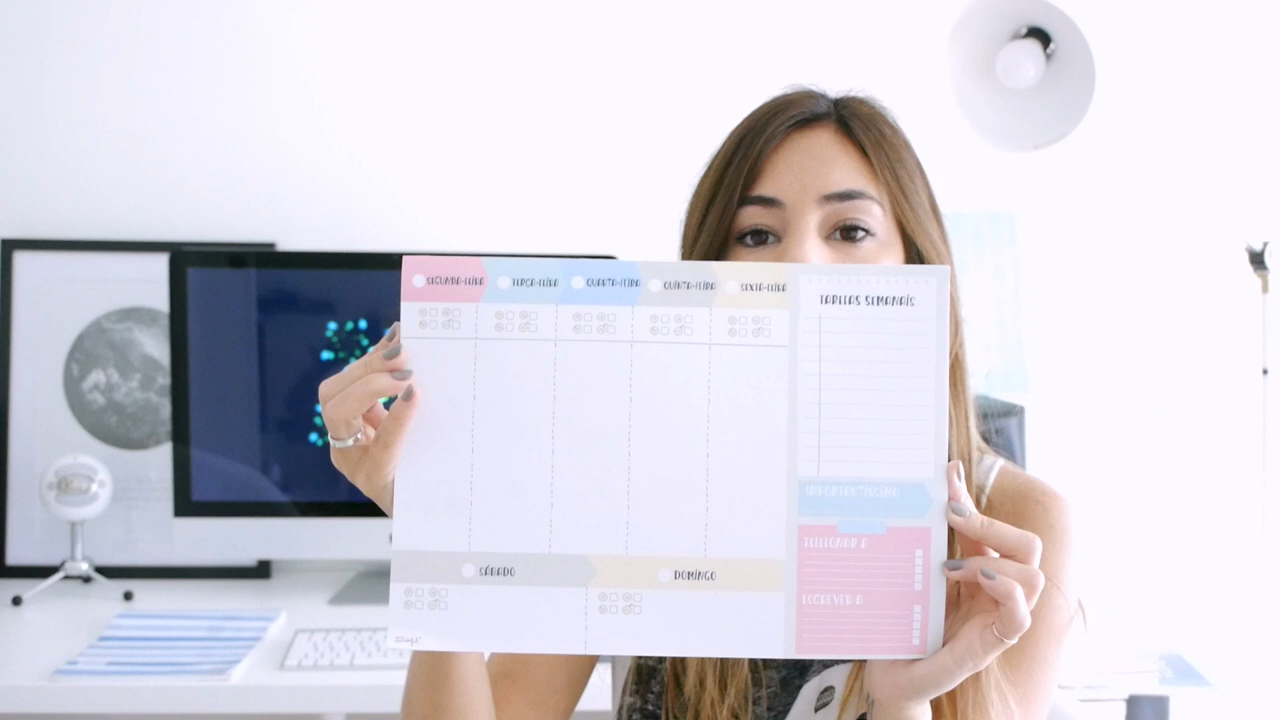 SEGUNDA-FEIRA TERÇA-FEIRA QUARTA-FEIRA QUINTA-FEIRA SEXTA-FEIRA
TAREFAS SEMANAIS
IMPORTANTÍSSIMO
TELEFONAR A
SÁBADO DOMINGO
ESCREVER A